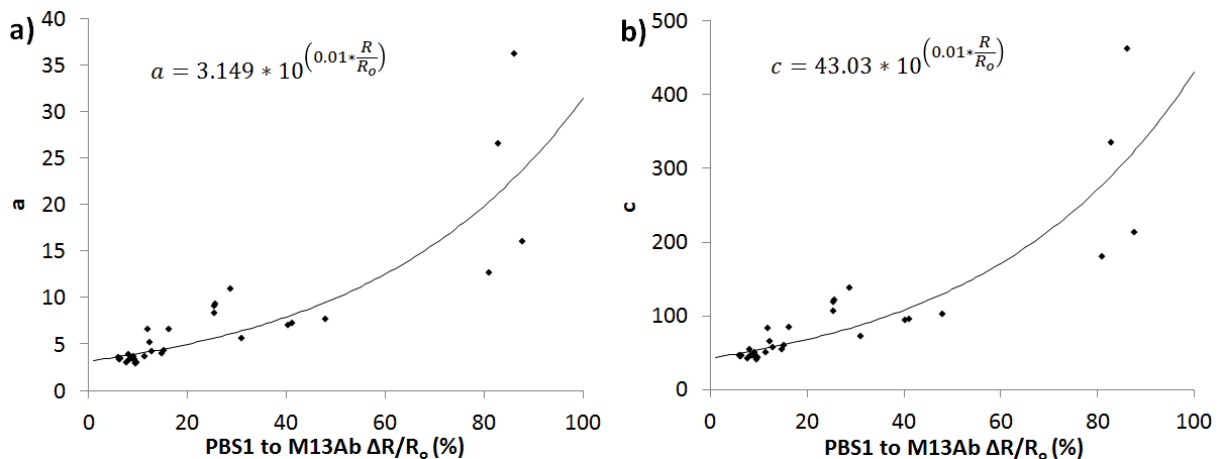 a)
a = 3.149 * 10^(0.01*R/Ro)
40
35
30
25
20
15
10
5
0
a
0 20 40 60 80 100
PBS1 to M13Ab ΔR/Ro (%)
b)
c = 43.03 * 10^(0.01*R/Ro)
500
400
300
200
100
0
c
0 20 40 60 80 100
PBS1 to M13Ab ΔR/Ro (%)